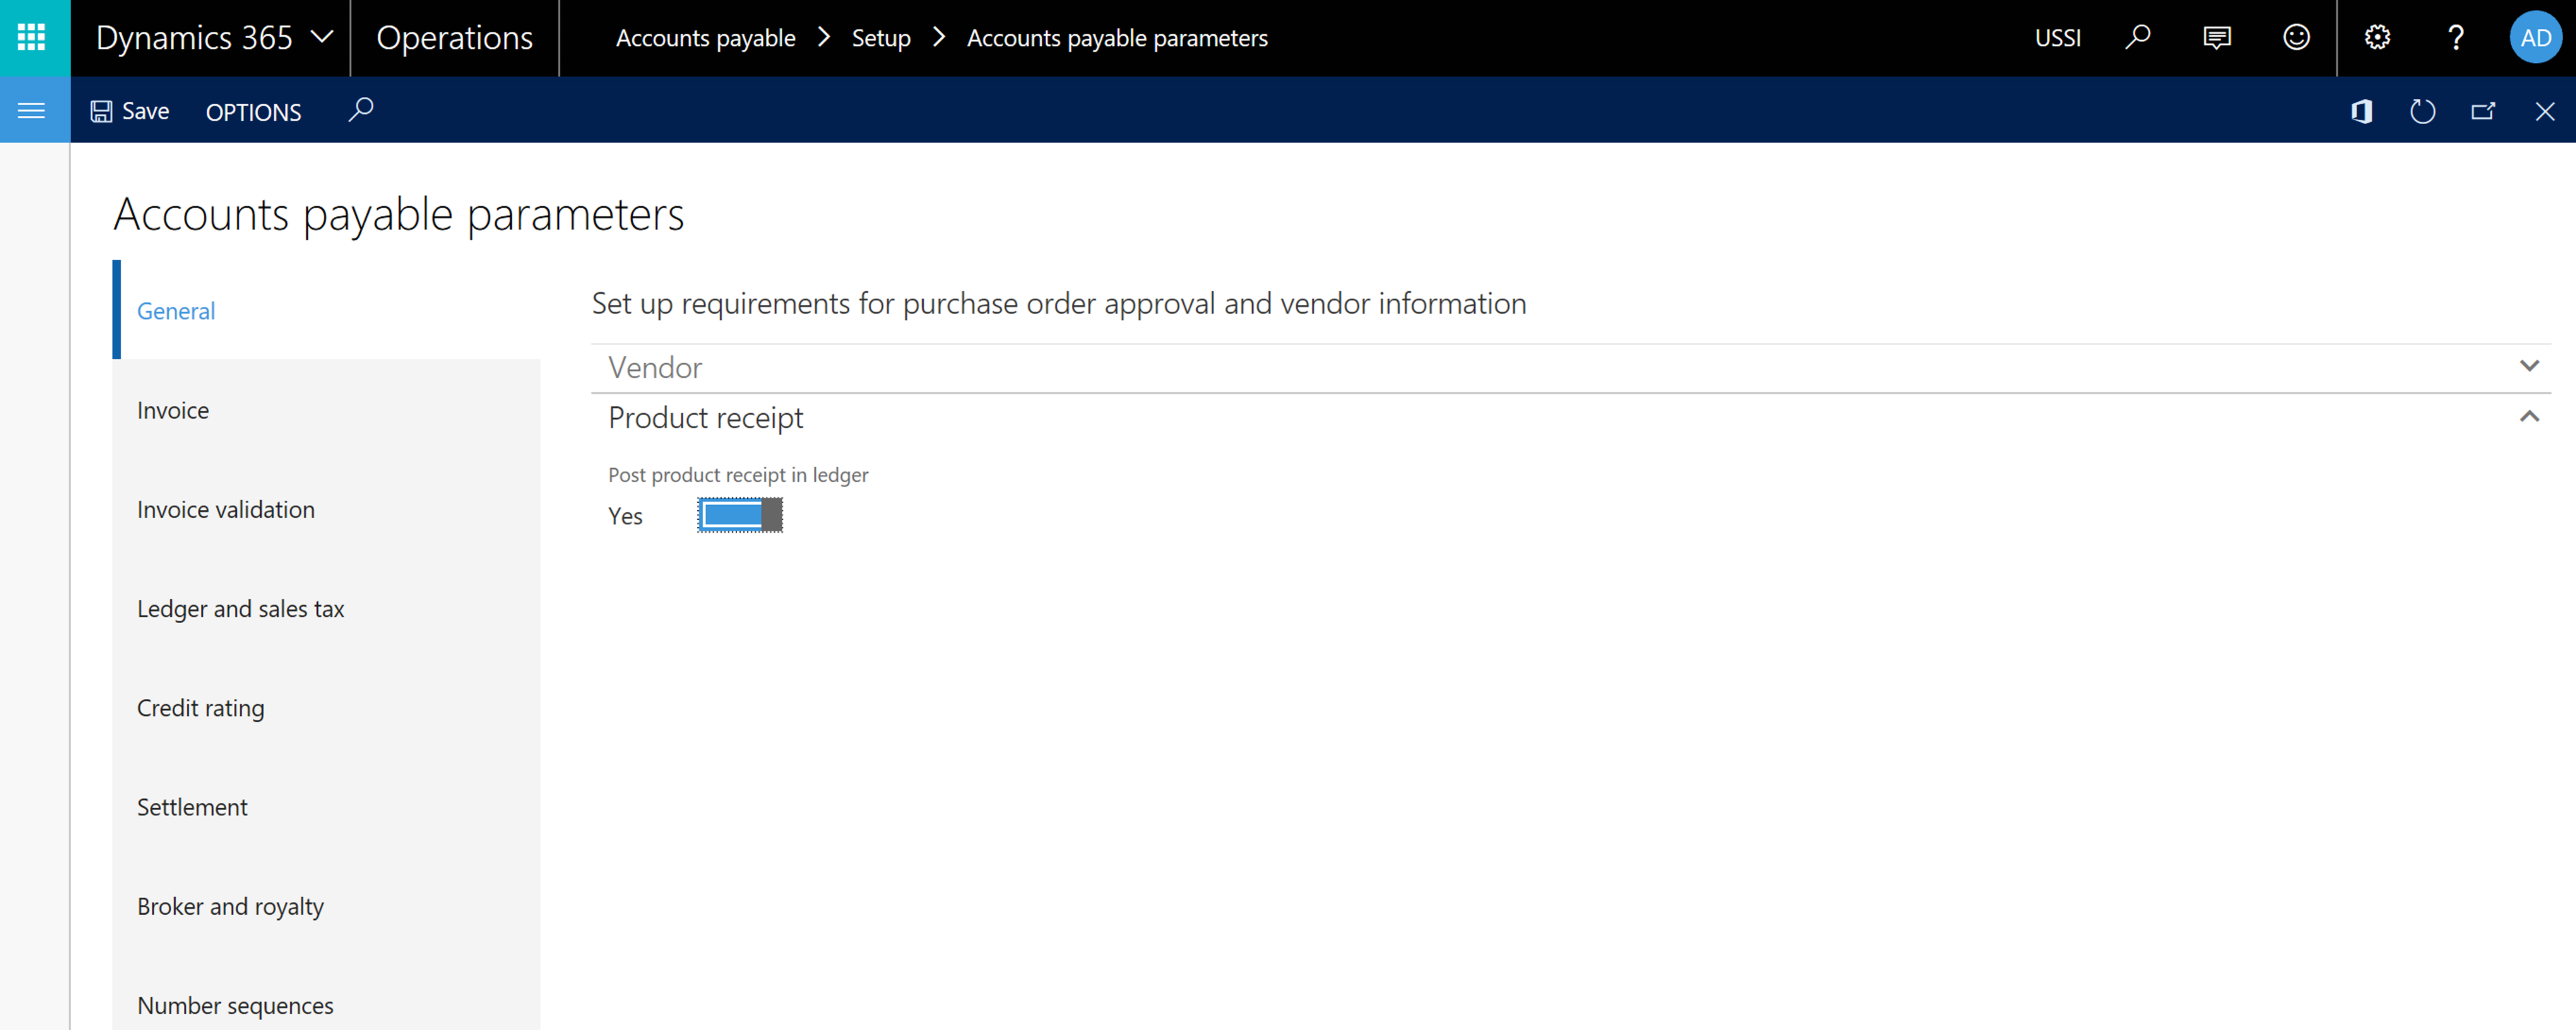 Dynamics 365 Operations Accounts payable > Setup > Accounts payable parameters USSI ? AD
Save OPTIONS
Accounts payable parameters
General
Invoice
Invoice validation
Ledger and sales tax
Credit rating
Settlement
Broker and royalty
Number sequences
Set up requirements for purchase order approval and vendor information
Vendor
Product receipt
Post product receipt in ledger
Yes